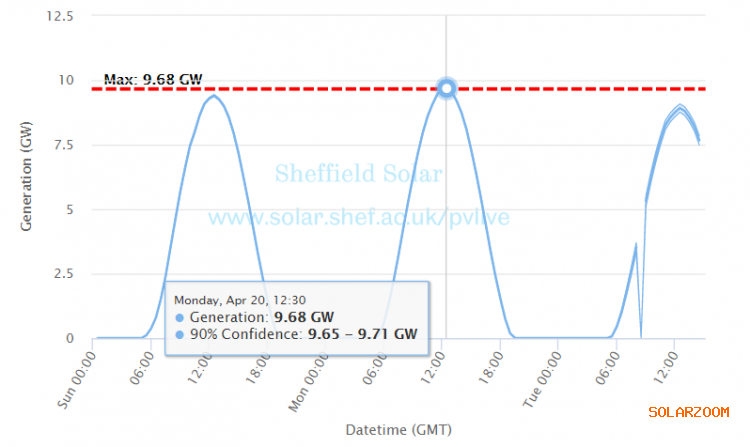 12.5
10
7.5
5
2.5
0
Generation (GW)
Max: 9.68 GW
Sheffield Solar
www.solar.shef.ac.uk/pvlive
Monday, Apr 20, 12:30
Generation: 9.68 GW
90% Confidence: 9.65 – 9.71 GW
Sun 00:00
06:00
12:00
18:00
Mon 00:00
06:00
12:00
18:00
Tue 00:00
06:00
12:00
Datetime (GMT)
SOLARZOOM